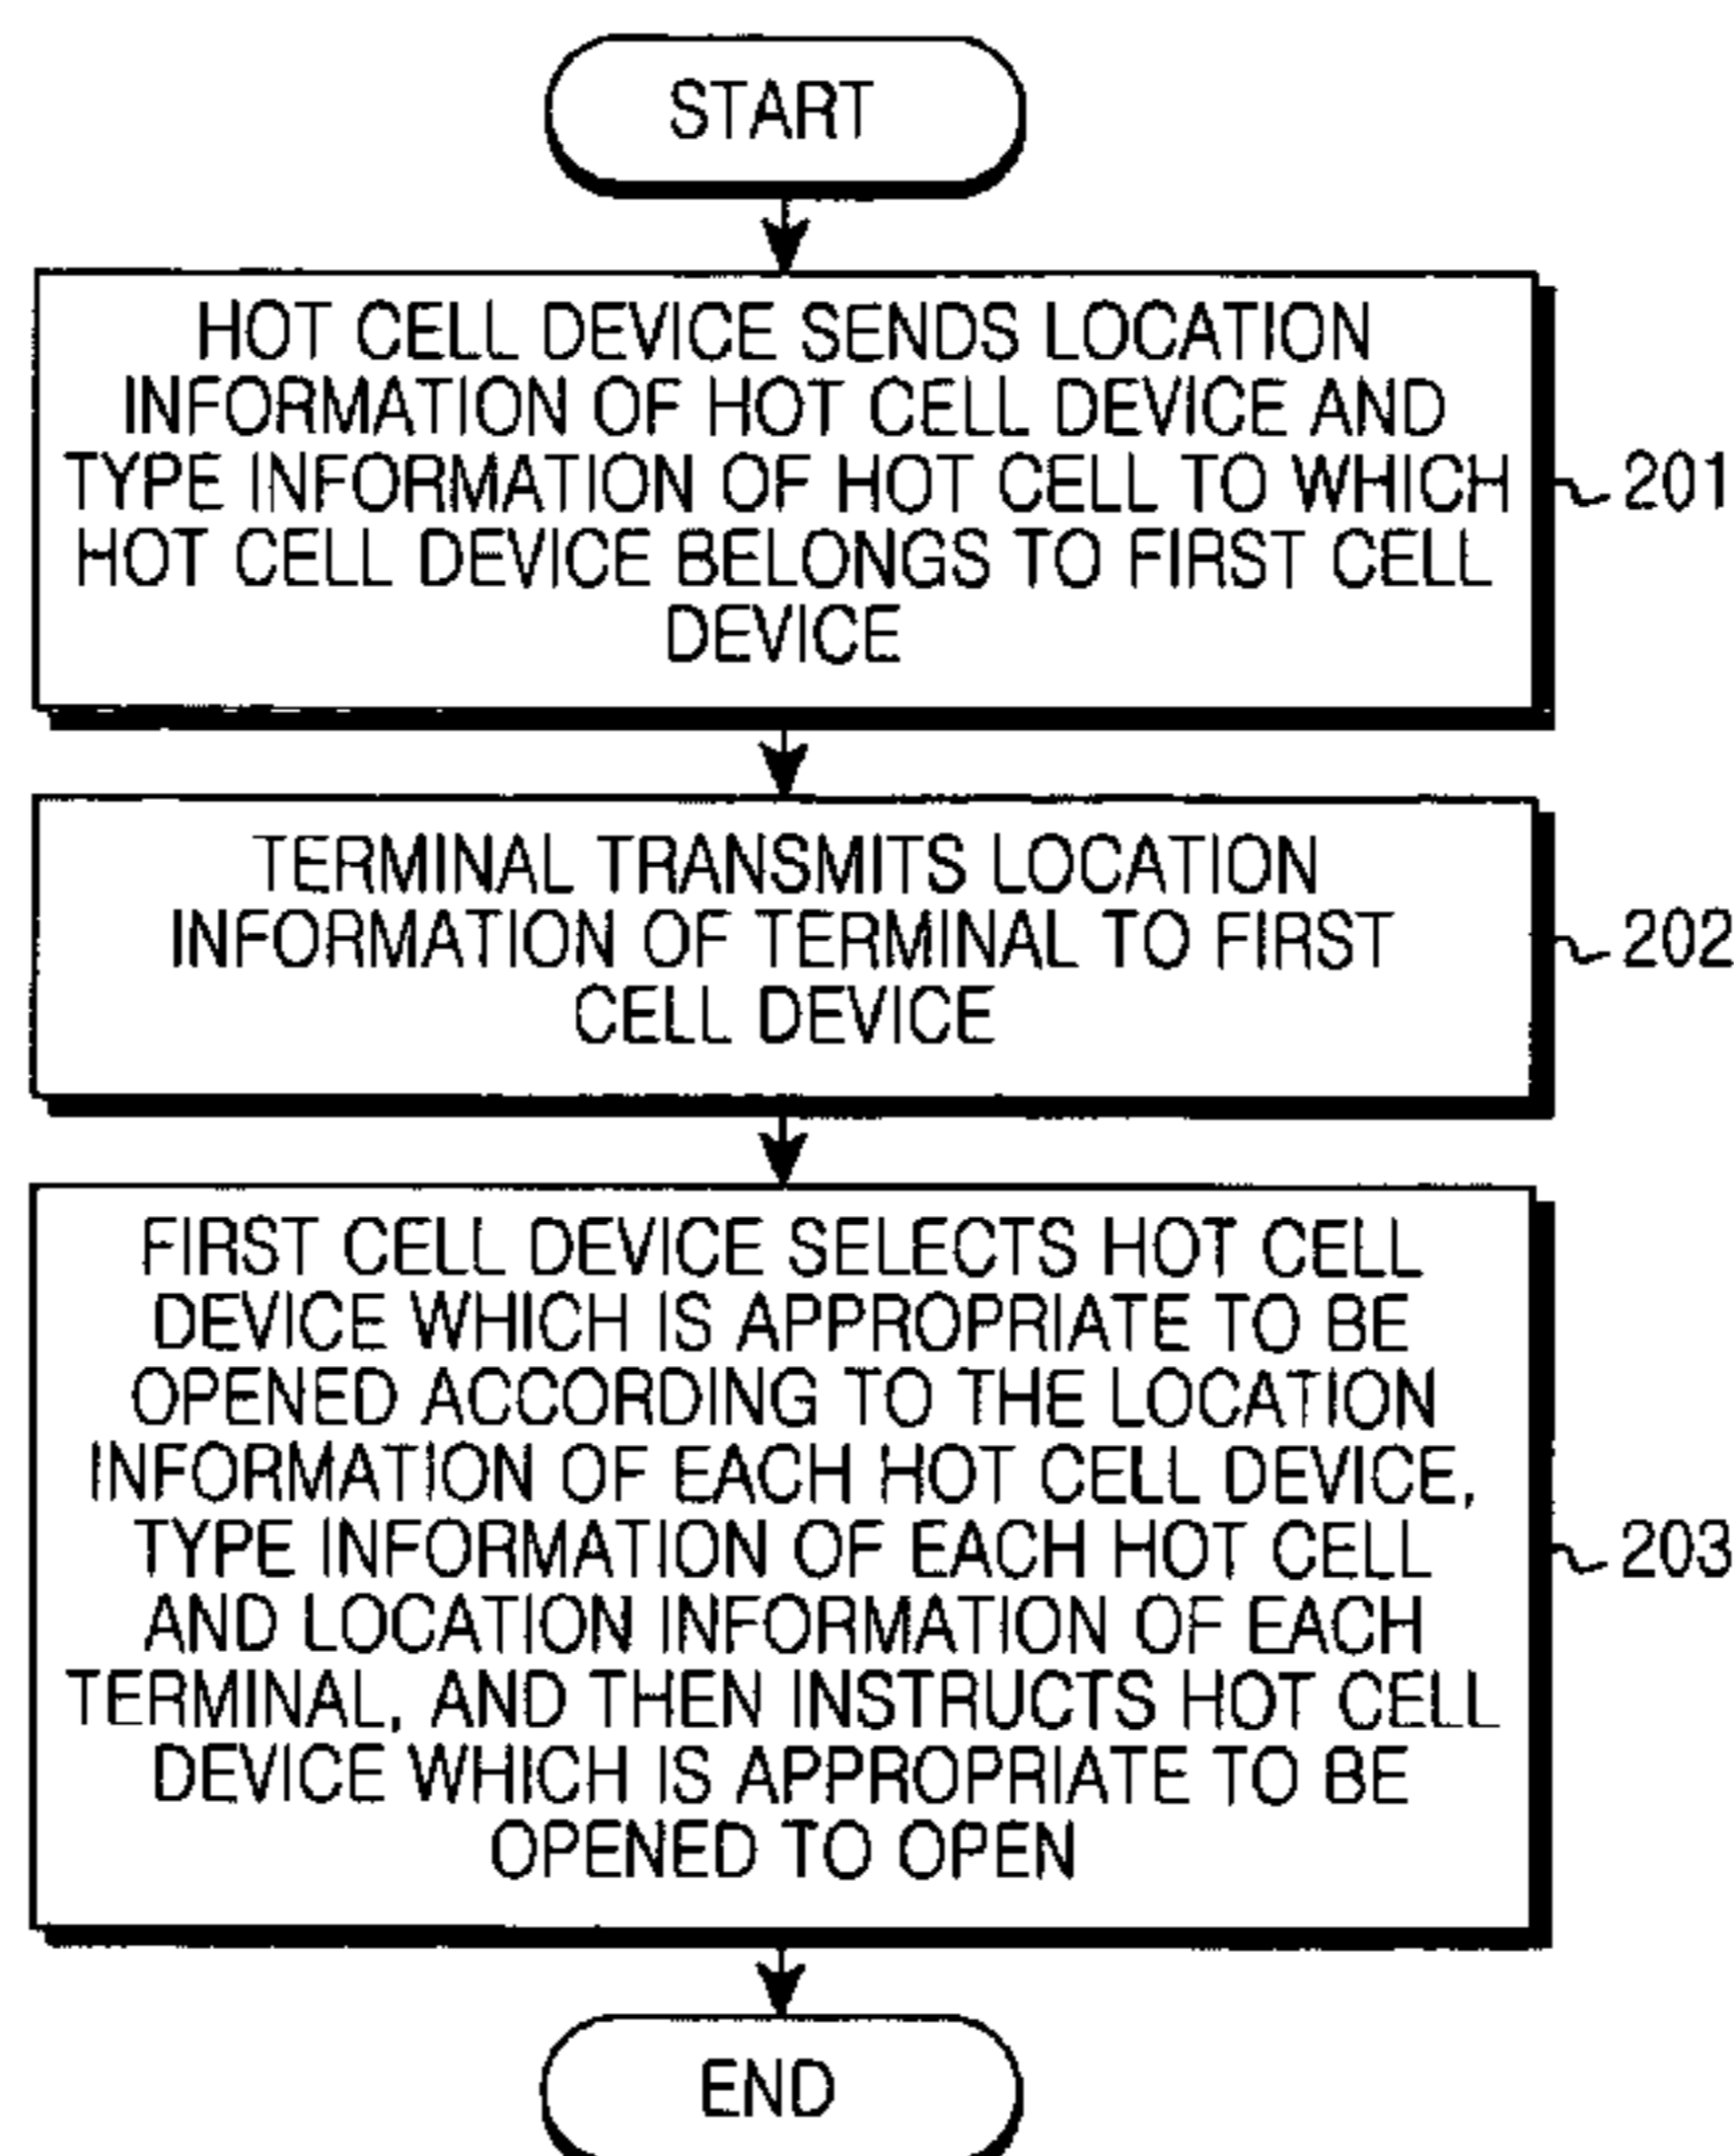 START
HOT CELL DEVICE SENDS LOCATION
INFORMATION OF HOT CELL DEVICE AND
TYPE INFORMATION OF HOT CELL TO WHICH
HOT CELL DEVICE BELONGS TO FIRST CELL
DEVICE
201
TERMINAL TRANSMITS LOCATION
INFORMATION OF TERMINAL TO FIRST
CELL DEVICE
202
FIRST CELL DEVICE SELECTS HOT CELL
DEVICE WHICH IS APPROPRIATE TO BE
OPENED ACCORDING TO THE LOCATION
INFORMATION OF EACH HOT CELL DEVICE,
TYPE INFORMATION OF EACH HOT CELL
AND LOCATION INFORMATION OF EACH
TERMINAL, AND THEN INSTRUCTS HOT CELL
DEVICE WHICH IS APPROPRIATE TO BE
OPENED TO OPEN
203
END